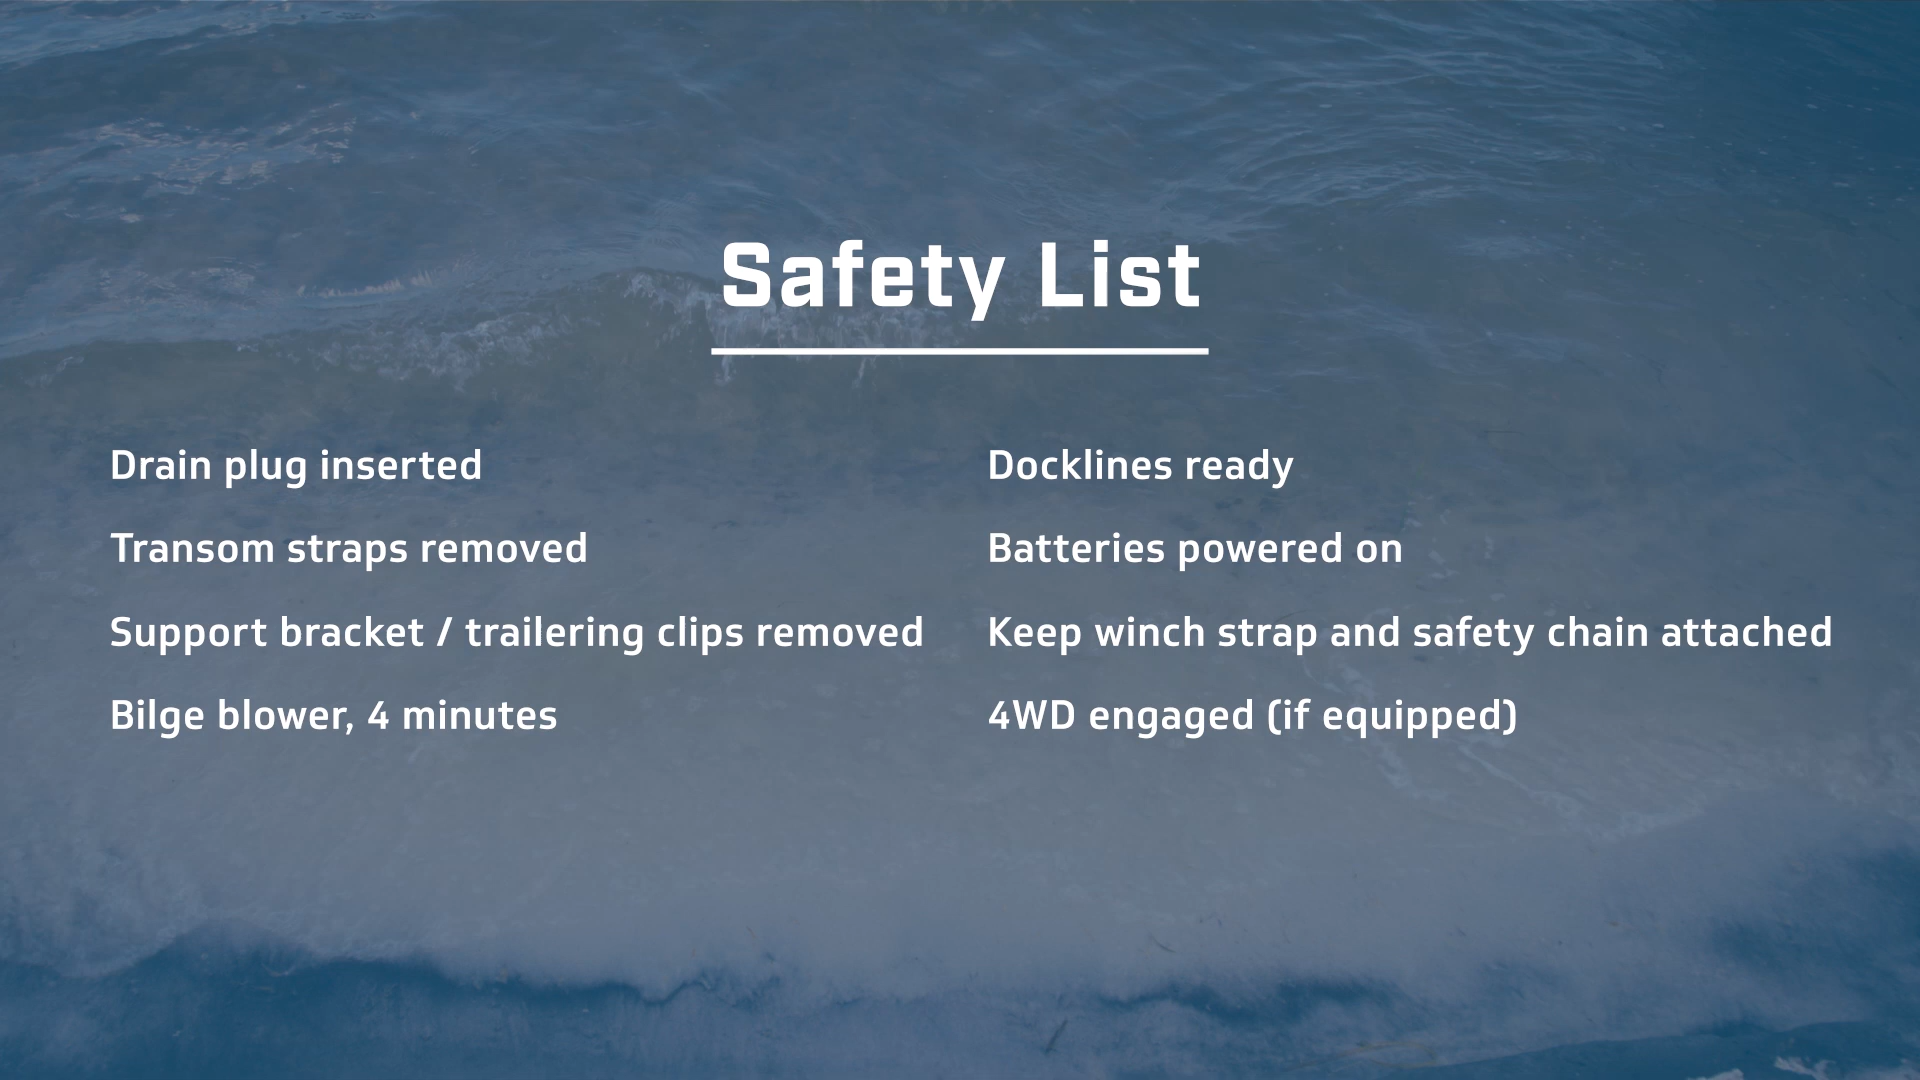 Safety List
Drain plug inserted
Transom straps removed
Support bracket / trailering clips removed
Bilge blower, 4 minutes
Docklines ready
Batteries powered on
Keep winch strap and safety chain attached
4WD engaged (if equipped)